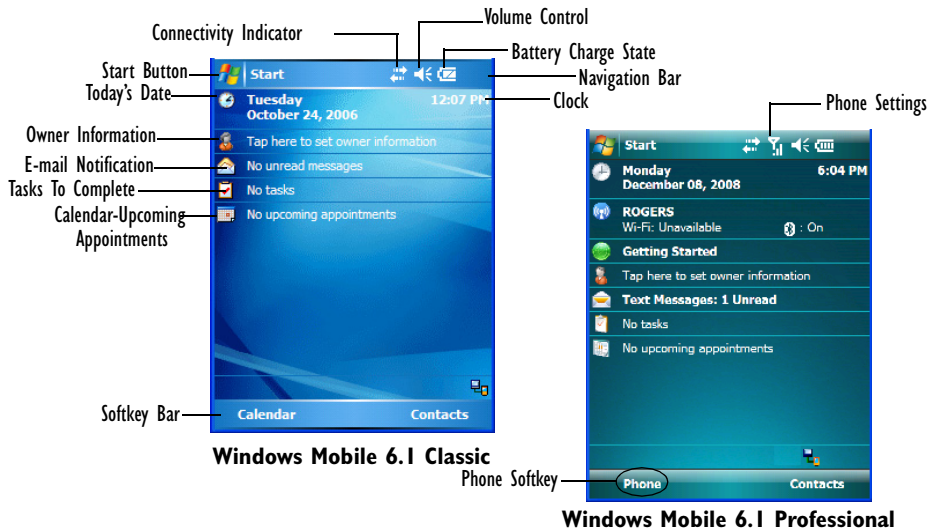 Connectivity Indicator
Volume Control
Battery Charge State
Start Button
Navigation Bar
Today's Date
Clock
Owner Information
E-mail Notification
Tasks To Complete
Calendar-Upcoming
Appointments
Softkey Bar
Start
Tuesday
12:07 PM
October 24, 2006
Tap here to set owner information
No unread messages
No tasks
No upcoming appointments
Calendar
Contacts
Windows Mobile 6.1 Classic
Phone Settings
Start
Monday
6:04 PM
December 08, 2008
ROGERS
Wi-Fi: Unavailable
: On
Getting Started
Tap here to set owner information
Text Messages: 1 Unread
No tasks
No upcoming appointments
Phone Softkey
Phone
Contacts
Windows Mobile 6.1 Professional